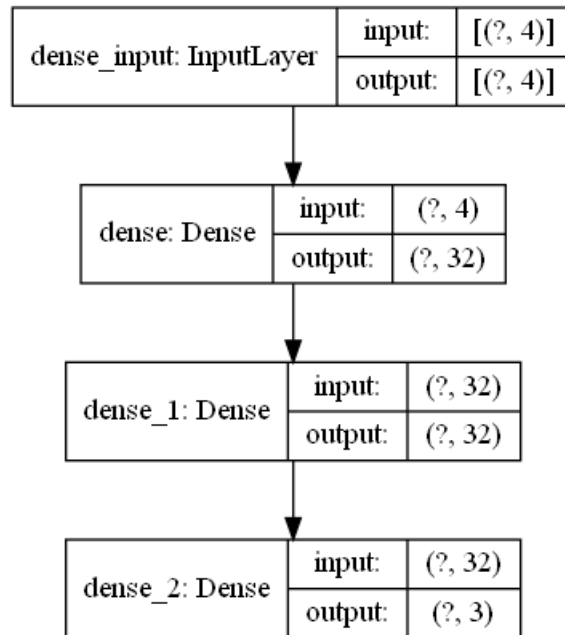 dense_input: InputLayer
input: [(?, 4)]
output: [(?, 4)]
dense: Dense
input: (?, 4)
output: (?, 32)
dense_1: Dense
input: (?, 32)
output: (?, 32)
dense_2: Dense
input: (?, 32)
output: (?, 3)